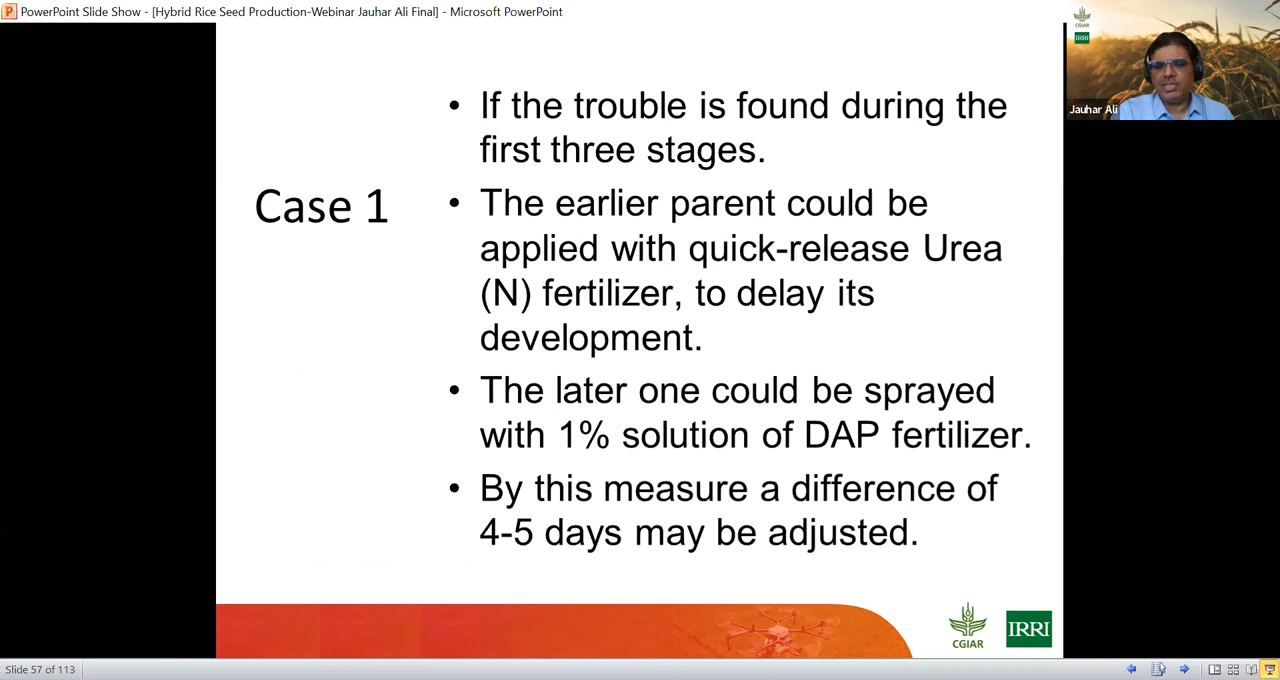 PowerPoint Slide Show - [Hybrid Rice Seed Production-Webinar Jauhar Ali Final] - Microsoft PowerPoint
CGIAR
IRRI
Jauhar Ali
Case 1
• If the trouble is found during the
first three stages.
• The earlier parent could be
applied with quick-release Urea
(N) fertilizer, to delay its
development.
• The later one could be sprayed
with 1% solution of DAP fertilizer.
• By this measure a difference of
4-5 days may be adjusted.
CGIAR
IRRI
Slide 57 of 113